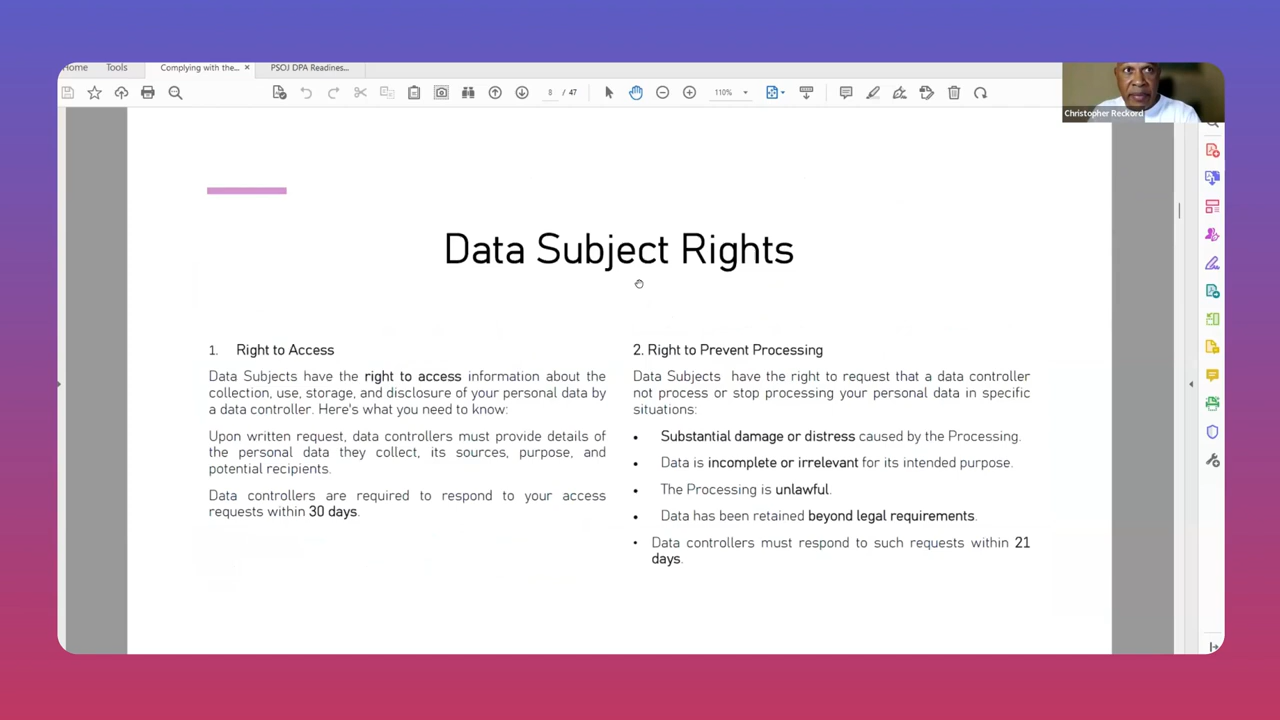 Home Tools Complying with the... × PSOJ DPA Readines...
8 / 47 110%
Christopher Reckord
Data Subject Rights
1. Right to Access
Data Subjects have the right to access information about the
collection, use, storage, and disclosure of your personal data by
a data controller. Here's what you need to know:
Upon written request, data controllers must provide details of
the personal data they collect, its sources, purpose, and
potential recipients.
Data controllers are required to respond to your access
requests within 30 days.
2. Right to Prevent Processing
Data Subjects have the right to request that a data controller
not process or stop processing your personal data in specific
situations:
• Substantial damage or distress caused by the Processing.
• Data is incomplete or irrelevant for its intended purpose.
• The Processing is unlawful.
• Data has been retained beyond legal requirements.
• Data controllers must respond to such requests within 21
days.